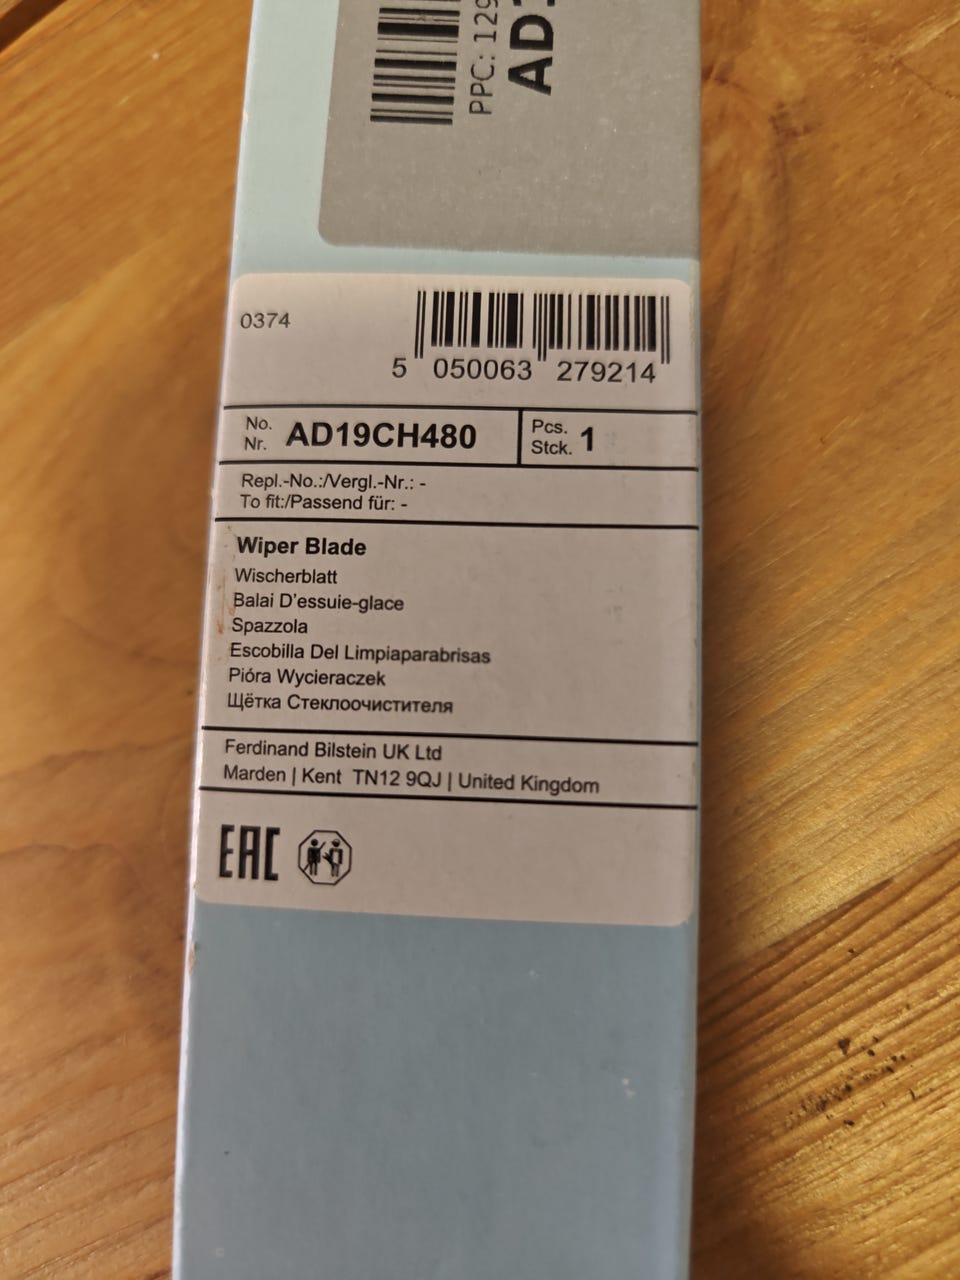 PPC: 129
AD1
0374
5 050063 279214
No.
Nr. AD19CH480
Pcs.
Stck. 1
Repl.-No.:/Vergl.-Nr.: -
To fit:/Passend für: -
Wiper Blade
Wischerblatt
Balai D'essuie-glace
Spazzola
Escobilla Del Limpiaparabrisas
Pióra Wycieraczek
Щётка Стеклоочистителя
Ferdinand Bilstein UK Ltd
Marden | Kent TN12 9QJ | United Kingdom
EAC